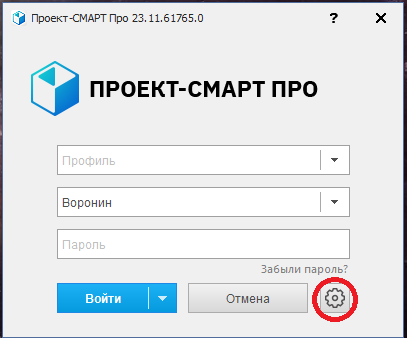 Проект-СМАРТ Про 23.11.61765.0
?
ПРОЕКТ-СМАРТ ПРО
Профиль
Воронин
Пароль
Забыли пароль?
Войти
Отмена